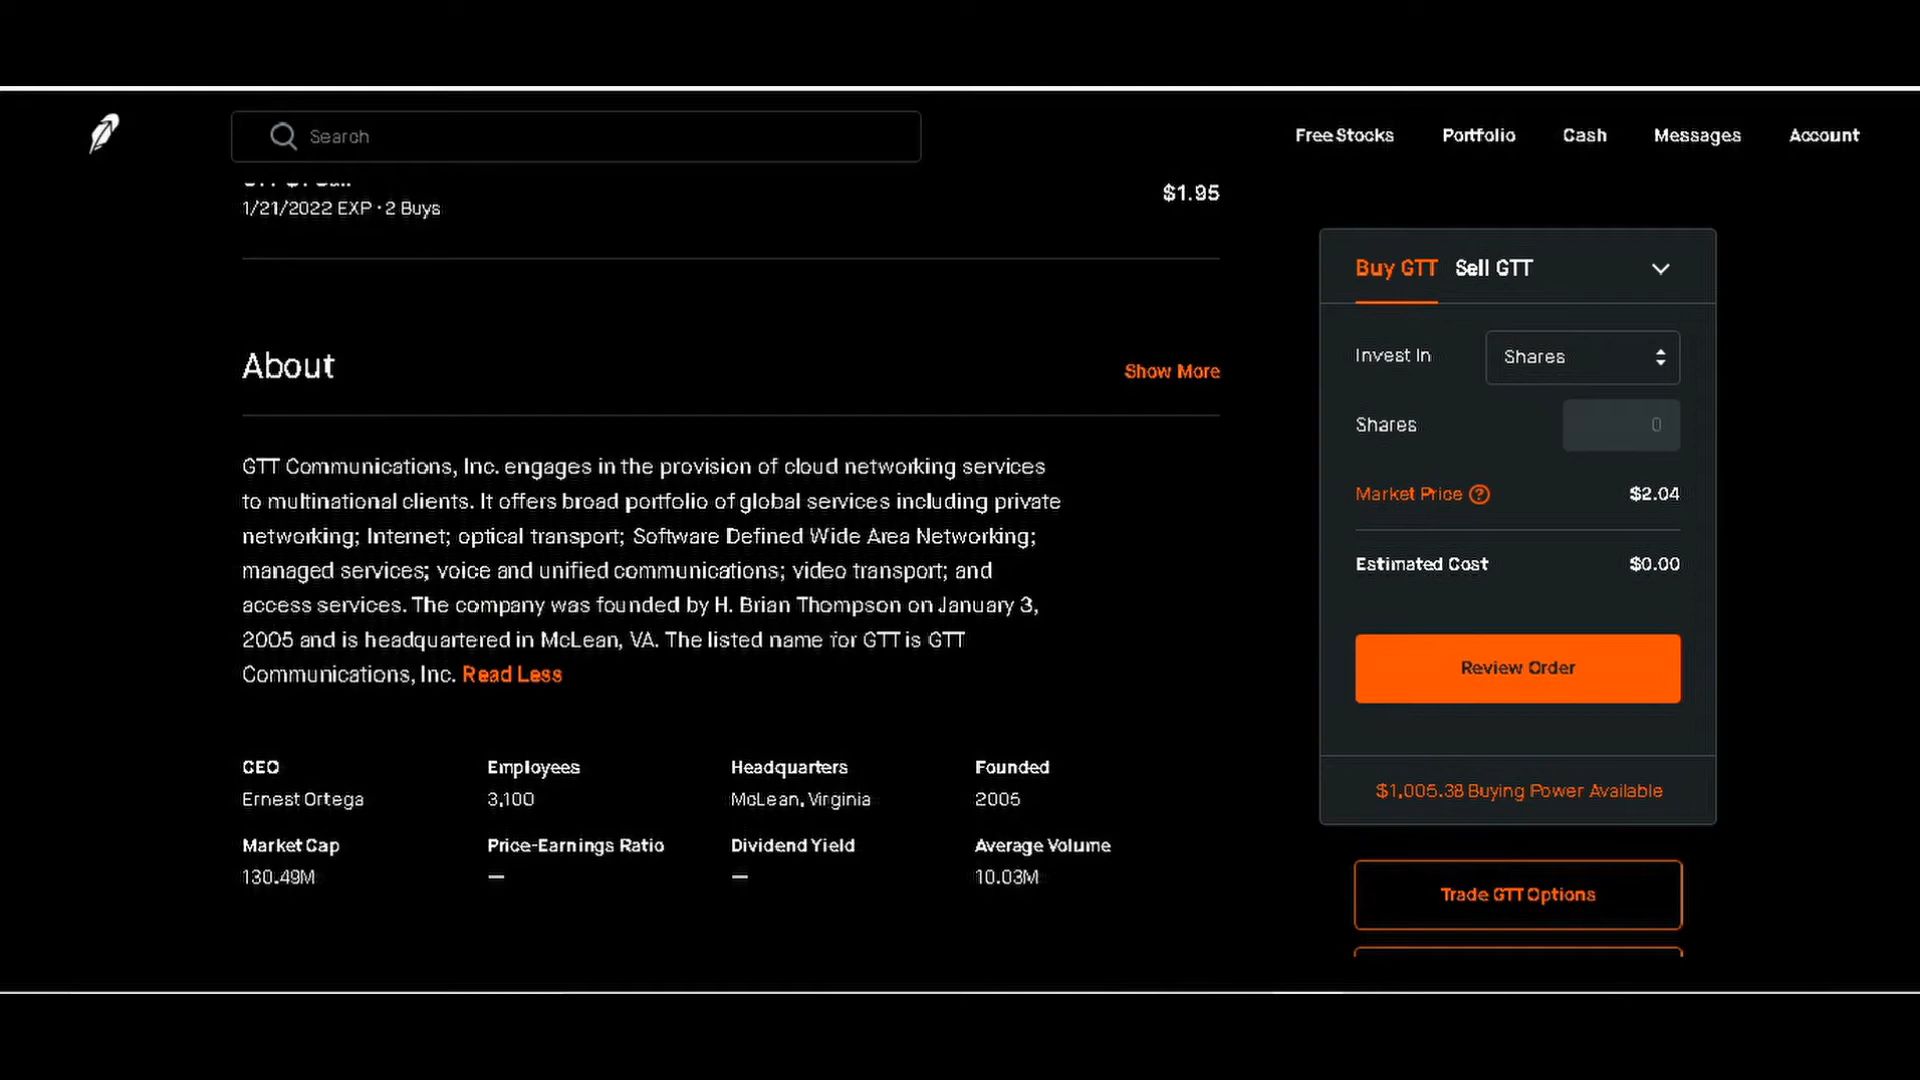 Search
Free Stocks
Portfolio
Cash
Messages
Account
$1.95
1/21/2022 EXP · 2 Buys
About
Show More
GTT Communications, Inc. engages in the provision of cloud networking services
to multinational clients. It offers broad portfolio of global services including private
networking; Internet; optical transport; Software Defined Wide Area Networking;
managed services; voice and unified communications; video transport; and
access services. The company was founded by H. Brian Thompson on January 3,
2005 and is headquartered in McLean, VA. The listed name for GTT is GTT
Communications, Inc. Read Less
CEO
Employees
Headquarters
Founded
Ernest Ortega
3,100
McLean, Virginia
2005
Market Cap
Price-Earnings Ratio
Dividend Yield
Average Volume
130.49M
—
—
10.03M
Buy GTT
Sell GTT
Invest In
Shares
Shares
0
Market Price ?
$2.04
Estimated Cost
$0.00
Review Order
$1,005.38 Buying Power Available
Trade GTT Options